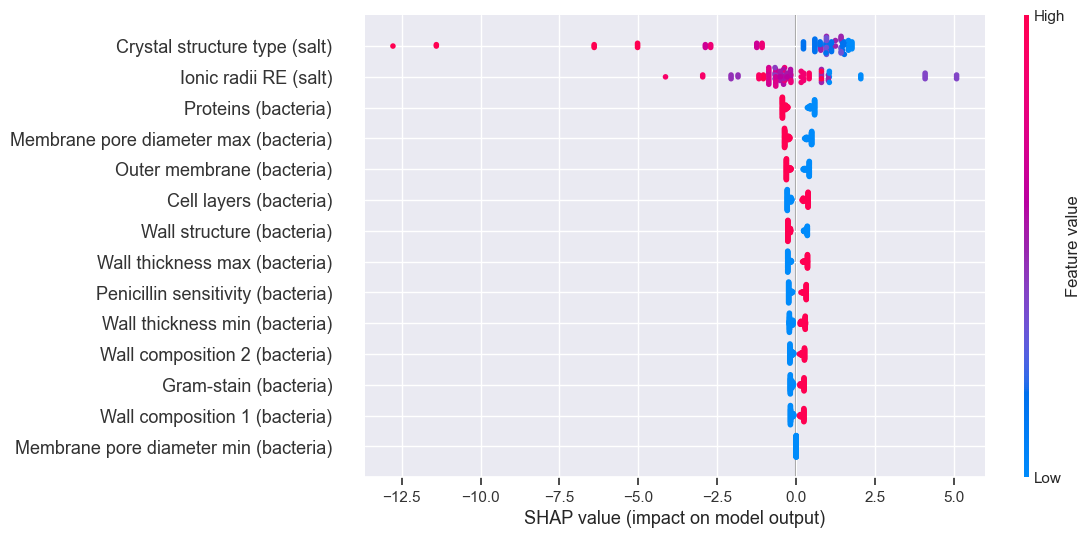 High
Crystal structure type (salt)
Ionic radii RE (salt)
Proteins (bacteria)
Membrane pore diameter max (bacteria)
Outer membrane (bacteria)
Cell layers (bacteria)
Wall structure (bacteria)
Wall thickness max (bacteria)
Penicillin sensitivity (bacteria)
Wall thickness min (bacteria)
Wall composition 2 (bacteria)
Gram-stain (bacteria)
Wall composition 1 (bacteria)
Membrane pore diameter min (bacteria)
Feature value
Low
−12.5 −10.0 −7.5 −5.0 −2.5 0.0 2.5 5.0
SHAP value (impact on model output)